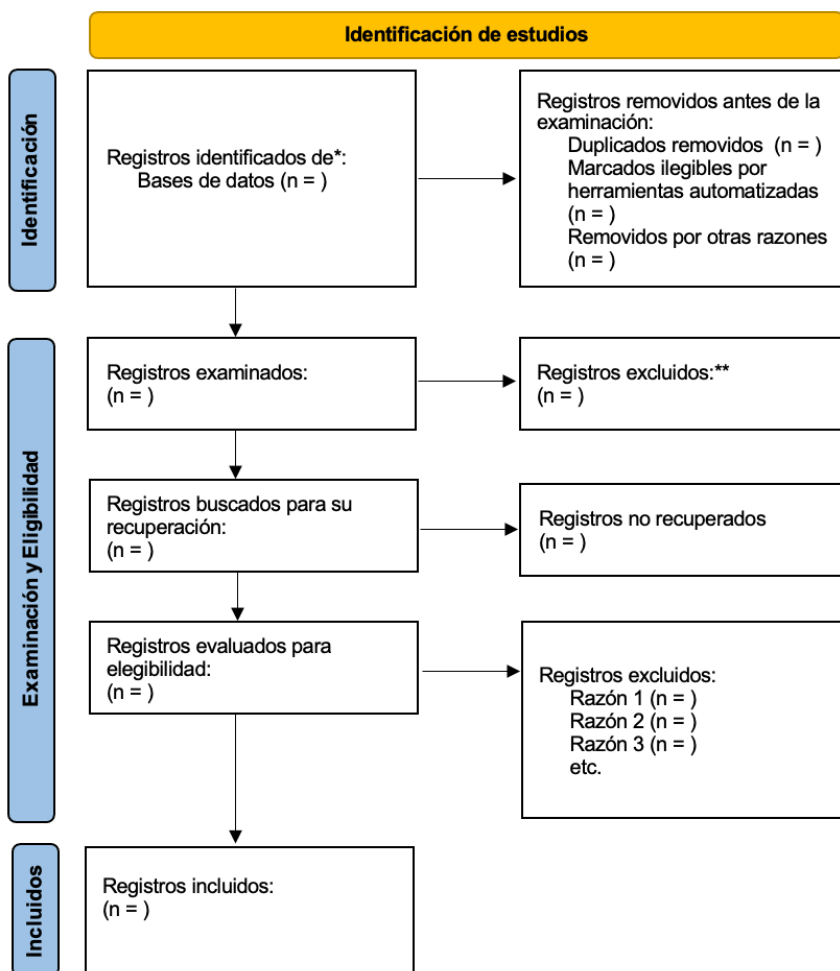 Identificación de estudios
Identificación
Registros identificados de*:
Bases de datos (n = )
Registros removidos antes de la
examinación:
Duplicados removidos (n = )
Marcados ilegibles por
herramientas automatizadas
(n = )
Removidos por otras razones
(n = )
Examinación y Eligibilidad
Registros examinados:
(n = )
Registros excluidos:**
(n = )
Registros buscados para su
recuperación:
(n = )
Registros no recuperados
(n = )
Registros evaluados para
elegibilidad:
(n = )
Registros excluidos:
Razón 1 (n = )
Razón 2 (n = )
Razón 3 (n = )
etc.
Incluidos
Registros incluidos:
(n = )